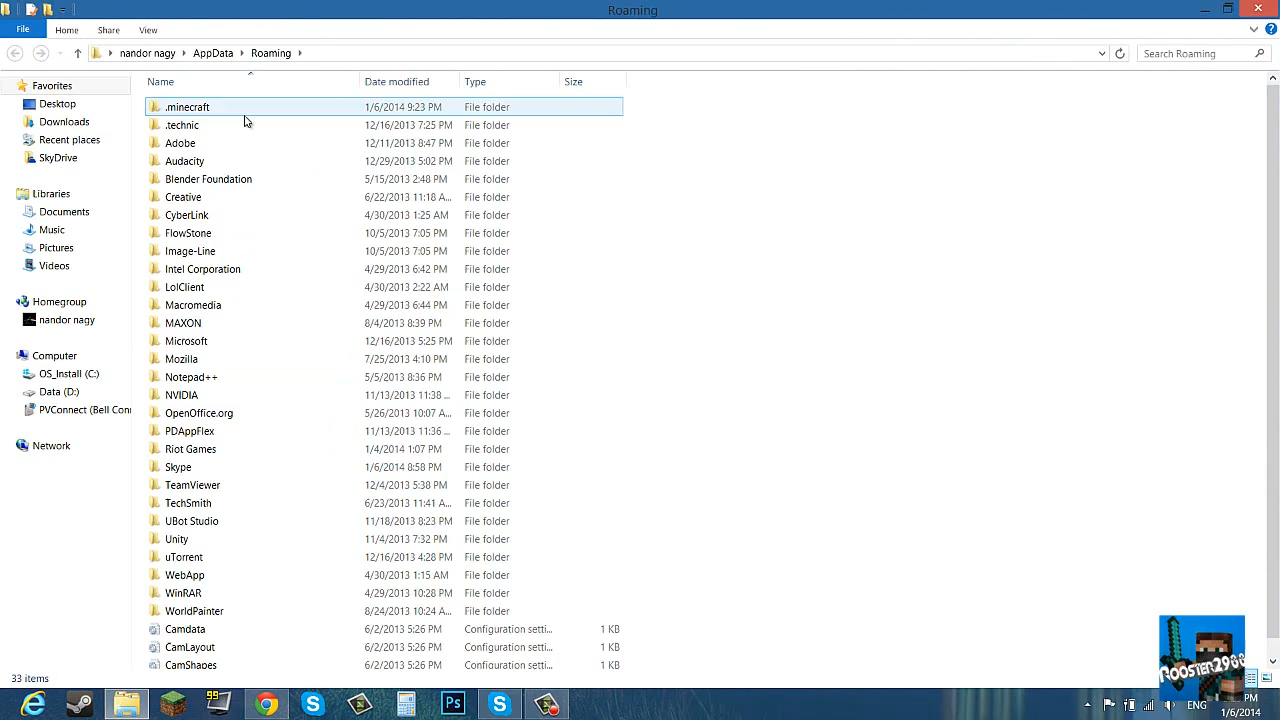 Roaming
File Home Share View
nandor nagy AppData Roaming Search Roaming
Name Date modified Type Size
Favorites
Desktop
Downloads
Recent places
SkyDrive
Libraries
Documents
Music
Pictures
Videos
Homegroup
nandor nagy
Computer
OS_Install (C:)
Data (D:)
PVConnect (Bell Con
Network
.minecraft 1/6/2014 9:23 PM File folder
.technic 12/16/2013 7:25 PM File folder
Adobe 12/11/2013 8:47 PM File folder
Audacity 12/29/2013 5:02 PM File folder
Blender Foundation 5/15/2013 2:48 PM File folder
Creative 6/22/2013 11:18 A... File folder
CyberLink 4/30/2013 1:25 AM File folder
FlowStone 10/5/2013 7:05 PM File folder
Image-Line 10/5/2013 7:05 PM File folder
Intel Corporation 4/29/2013 6:42 PM File folder
LolClient 4/30/2013 2:22 AM File folder
Macromedia 4/29/2013 6:44 PM File folder
MAXON 8/4/2013 8:39 PM File folder
Microsoft 12/16/2013 5:25 PM File folder
Mozilla 7/25/2013 4:10 PM File folder
Notepad++ 5/5/2013 8:36 PM File folder
NVIDIA 11/13/2013 11:38 ... File folder
OpenOffice.org 5/26/2013 10:07 A... File folder
PDAppFlex 11/13/2013 11:36 ... File folder
Riot Games 1/4/2014 1:07 PM File folder
Skype 1/6/2014 8:58 PM File folder
TeamViewer 12/4/2013 5:38 PM File folder
TechSmith 6/23/2013 11:41 A... File folder
UBot Studio 11/18/2013 8:23 PM File folder
Unity 11/4/2013 7:32 PM File folder
uTorrent 12/16/2013 4:28 PM File folder
WebApp 4/30/2013 1:15 AM File folder
WinRAR 4/29/2013 10:28 PM File folder
WorldPainter 8/24/2013 10:24 A... File folder
Camdata 6/2/2013 5:26 PM Configuration setti... 1 KB
CamLayout 6/2/2013 5:26 PM Configuration setti... 1 KB
CamShapes 6/2/2013 5:26 PM Configuration setti... 1 KB
33 items
ROOSTER2988
99
Ps
ENG
PM
1/6/2014